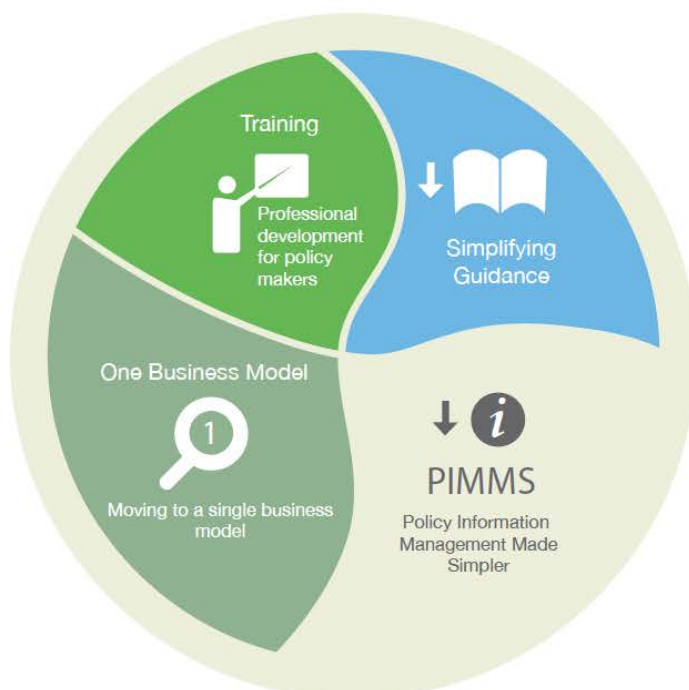 Training
Professional
development
for policy
makers
Simplifying
Guidance
One Business Model
1
Moving to a single business
model
i
PIMMS
Policy Information
Management Made
Simpler